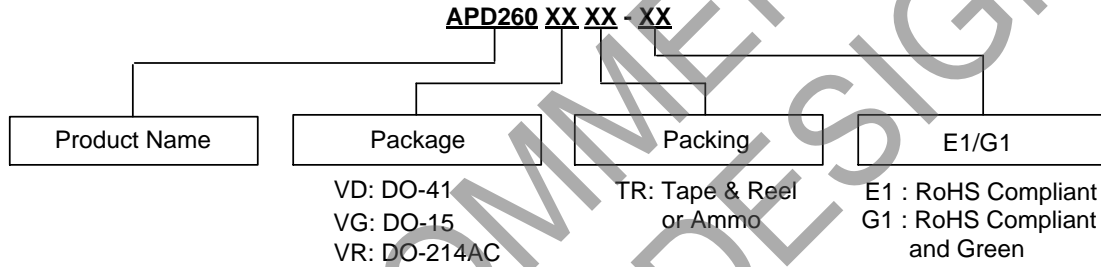 APD260 XX XX - XX
Product Name
Package
Packing
E1/G1
VD: DO-41
VG: DO-15
VR: DO-214AC
TR: Tape & Reel
or Ammo
E1 : RoHS Compliant
G1 : RoHS Compliant
and Green